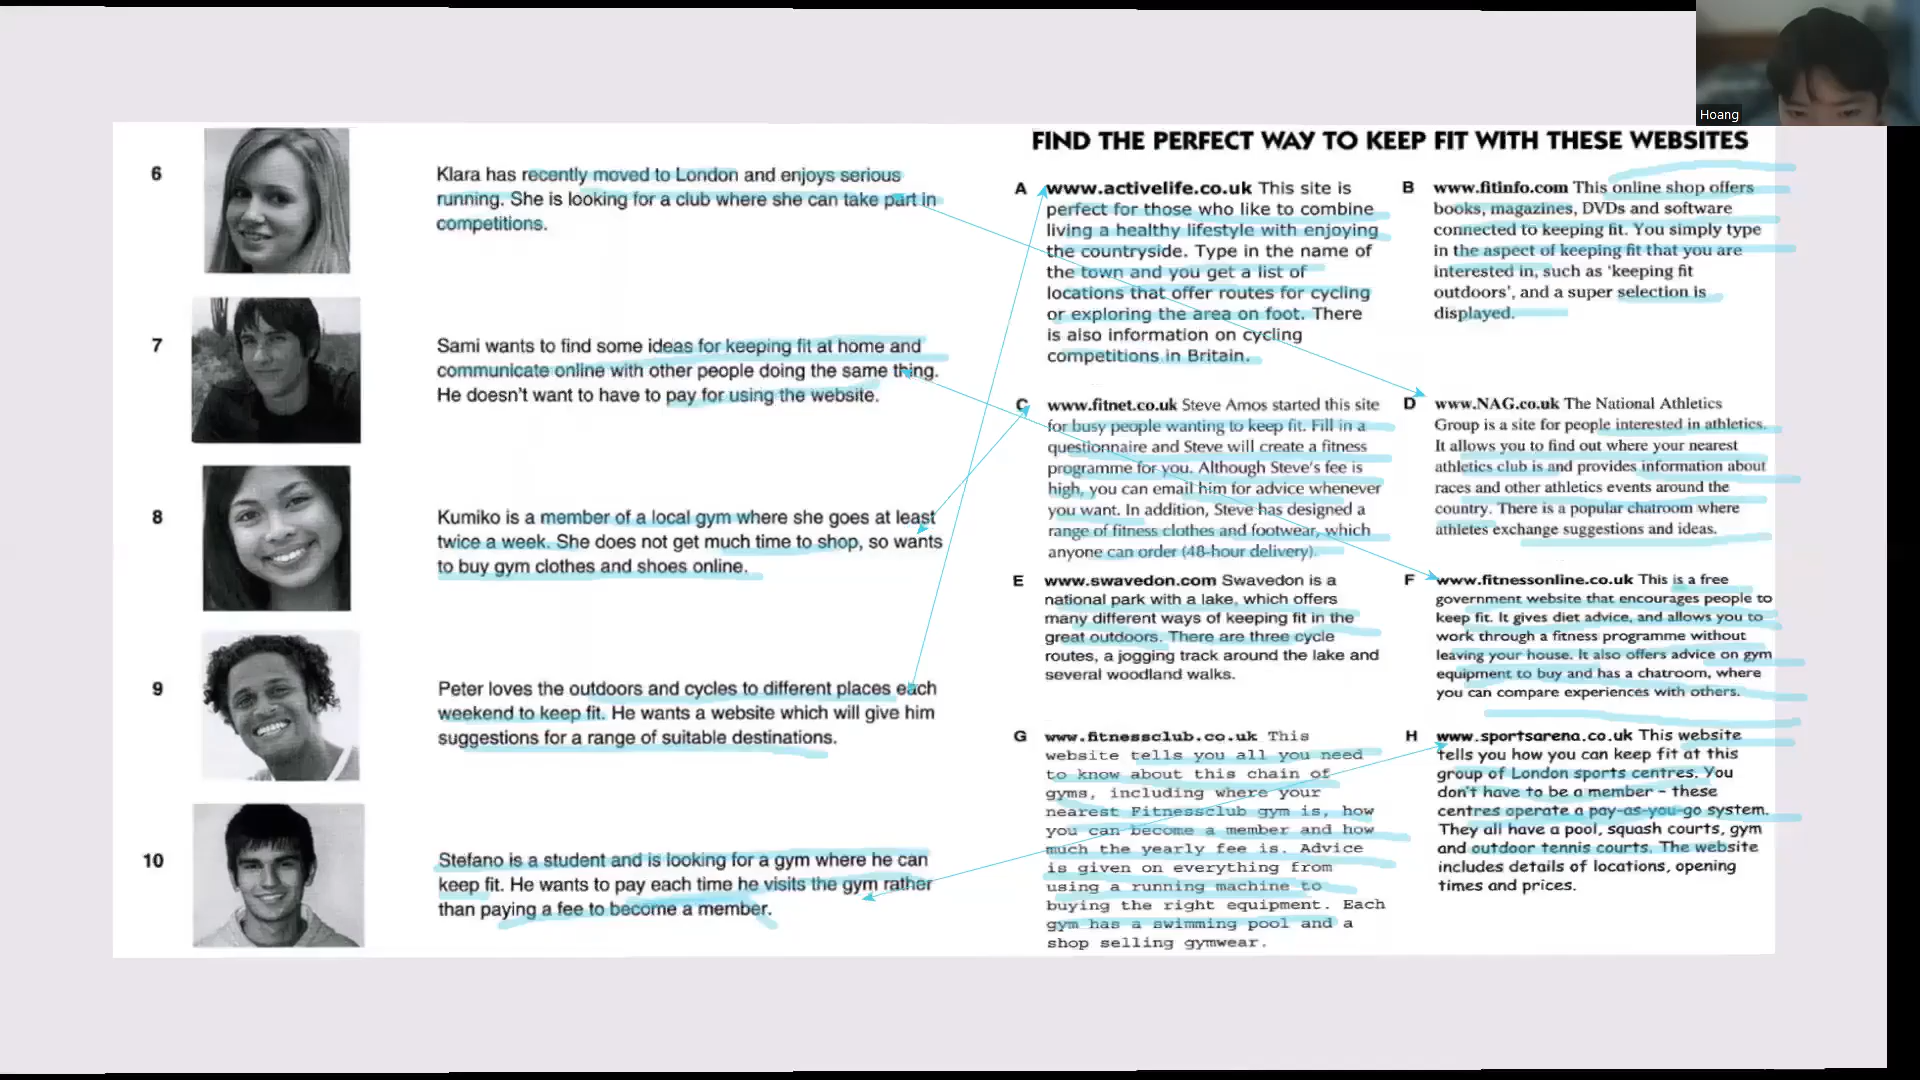 Hoang
6
Klara has recently moved to London and enjoys serious
running. She is looking for a club where she can take part in
competitions.
7
Sami wants to find some ideas for keeping fit at home and
communicate online with other people doing the same thing.
He doesn't want to have to pay for using the website.
8
Kumiko is a member of a local gym where she goes at least
twice a week. She does not get much time to shop, so wants
to buy gym clothes and shoes online.
9
Peter loves the outdoors and cycles to different places each
weekend to keep fit. He wants a website which will give him
suggestions for a range of suitable destinations.
10
Stefano is a student and is looking for a gym where he can
keep fit. He wants to pay each time he visits the gym rather
than paying a fee to become a member.
FIND THE PERFECT WAY TO KEEP FIT WITH THESE WEBSITES
A www.activelife.co.uk This site is
perfect for those who like to combine
living a healthy lifestyle with enjoying
the countryside. Type in the name of
the town and you get a list of
locations that offer routes for cycling
or exploring the area on foot. There
is also information on cycling
competitions in Britain.
B www.fitinfo.com This online shop offers
books, magazines, DVDs and software
connected to keeping fit. You simply type
in the aspect of keeping fit that you are
interested in, such as 'keeping fit
outdoors', and a super selection is
displayed.
C www.fitnet.co.uk Steve Amos started this site
for busy people wanting to keep fit. Fill in a
questionnaire and Steve will create a fitness
programme for you. Although Steve's fee is
high, you can email him for advice whenever
you want. In addition, Steve has designed a
range of fitness clothes and footwear, which
anyone can order (48-hour delivery).
D www.NAG.co.uk The National Athletics
Group is a site for people interested in athletics.
It allows you to find out where your nearest
athletics club is and provides information about
races and other athletics events around the
country. There is a popular chatroom where
athletes exchange suggestions and ideas.
E www.swavedon.com Swavedon is a
national park with a lake, which offers
many different ways of keeping fit in the
great outdoors. There are three cycle
routes, a jogging track around the lake and
several woodland walks.
F www.fitnessonline.co.uk This is a free
government website that encourages people to
keep fit. It gives diet advice, and allows you to
work through a fitness programme without
leaving your house. It also offers advice on gym
equipment to buy and has a chatroom, where
you can compare experiences with others.
G www.fitnessclub.co.uk This
website tells you all you need
to know about this chain of
gyms, including where your
nearest Fitnessclub gym is, how
you can become a member and how
much the yearly fee is. Advice
is given on everything from
using a running machine to
buying the right equipment. Each
gym has a swimming pool and a
shop selling gymwear.
H www.sportsarena.co.uk This website
tells you how you can keep fit at this
group of London sports centres. You
don't have to be a member – these
centres operate a pay-as-you-go system.
They all have a pool, squash courts, gym
and outdoor tennis courts. The website
includes details of locations, opening
times and prices.